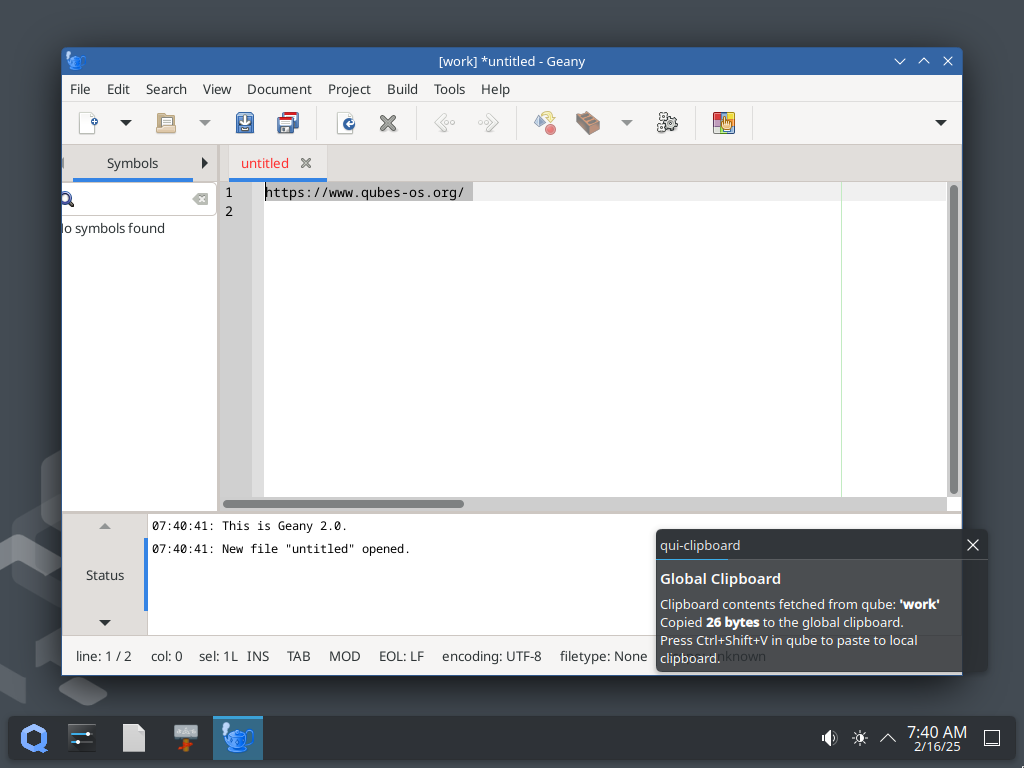 [work] *untitled - Geany
File Edit Search View Document Project Build Tools Help
Symbols
untitled
1 https://www.qubes-os.org/
2
symbols found
07:40:41: This is Geany 2.0.
07:40:41: New file "untitled" opened.
Status
qui-clipboard
Global Clipboard
Clipboard contents fetched from qube: 'work'
Copied 26 bytes to the global clipboard.
Press Ctrl+Shift+V in qube to paste to local
clipboard.
line: 1 / 2 col: 0 sel: 1L INS TAB MOD EOL: LF encoding: UTF-8 filetype: None unknown
7:40 AM
2/16/25